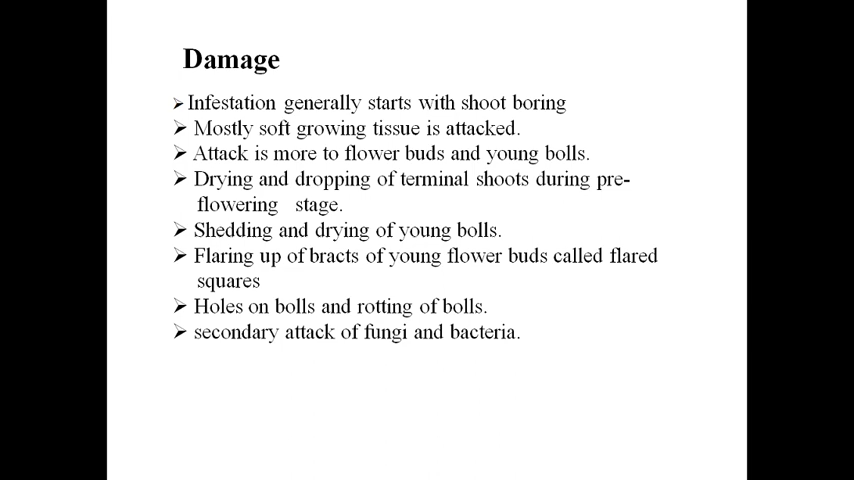 Damage
➢Infestation generally starts with shoot boring
➢ Mostly soft growing tissue is attacked.
➢ Attack is more to flower buds and young bolls.
➢ Drying and dropping of terminal shoots during pre-
flowering stage.
➢ Shedding and drying of young bolls.
➢ Flaring up of bracts of young flower buds called flared
squares
➢ Holes on bolls and rotting of bolls.
➢ secondary attack of fungi and bacteria.